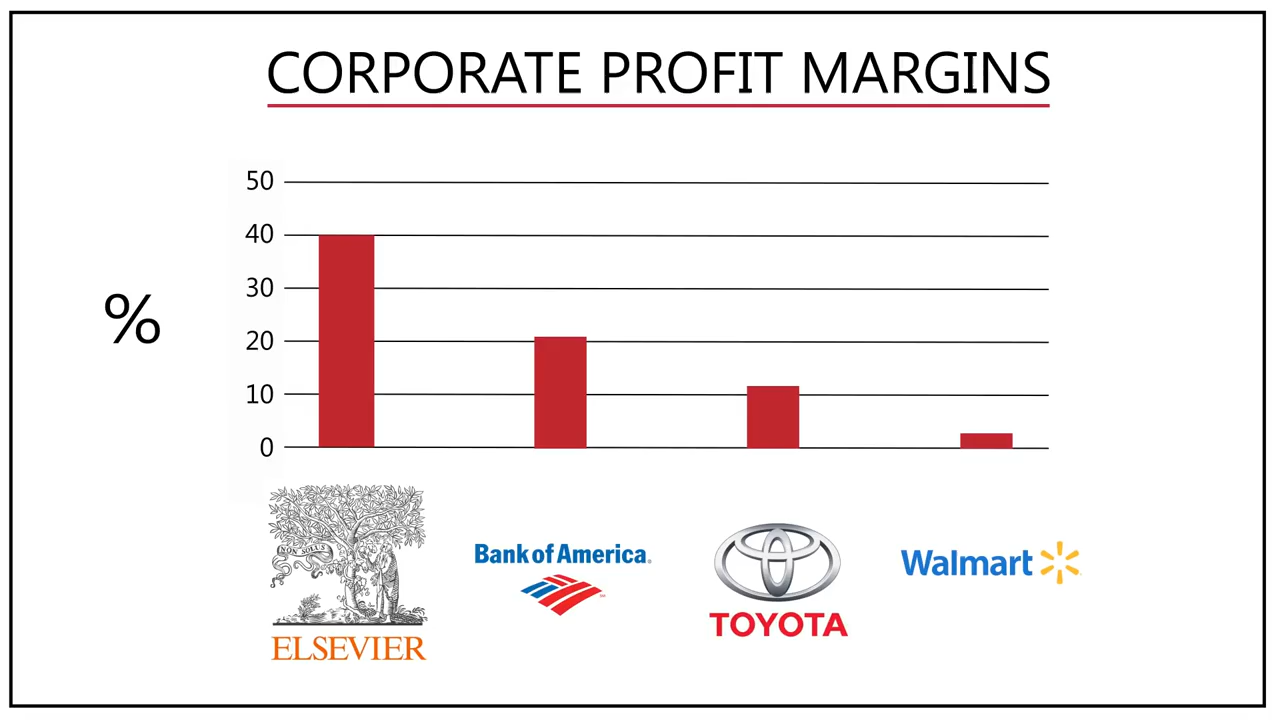 CORPORATE PROFIT MARGINS
%
50
40
30
20
10
0
NON SOLUS
ELSEVIER
Bank of America
TOYOTA
Walmart